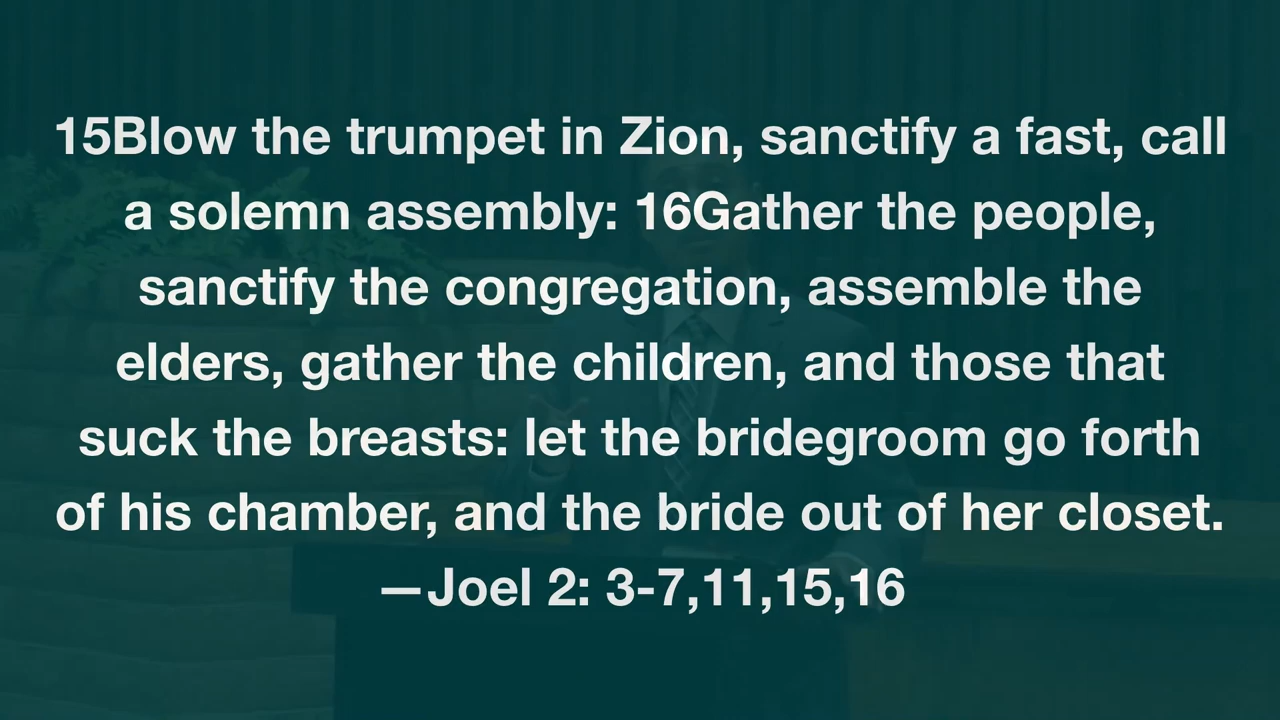 15Blow the trumpet in Zion, sanctify a fast, call
a solemn assembly: 16Gather the people,
sanctify the congregation, assemble the
elders, gather the children, and those that
suck the breasts: let the bridegroom go forth
of his chamber, and the bride out of her closet.
—Joel 2: 3-7,11,15,16